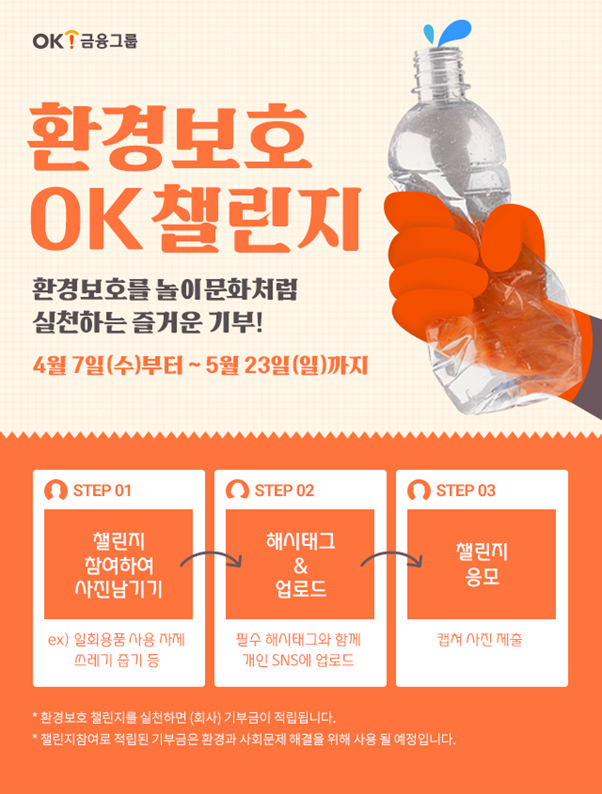 OK! 금융그룹
환경보호
OK 챌린지
환경보호를 놀이문화처럼
실천하는 즐거운 기부!
4월 7일(수)부터 ~ 5월 23일(일)까지
STEP 01
챌린지
참여하여
사진남기기
ex) 일회용품 사용 자제
쓰레기 줍기 등
STEP 02
해시태그
&
업로드
필수 해시태그와 함께
개인 SNS에 업로드
STEP 03
챌린지
응모
캡쳐 사진 제출
* 환경보호 챌린지를 실천하면 (회사) 기부금이 적립됩니다.
* 챌린지참여로 적립된 기부금은 환경과 사회문제 해결을 위해 사용 될 예정입니다.